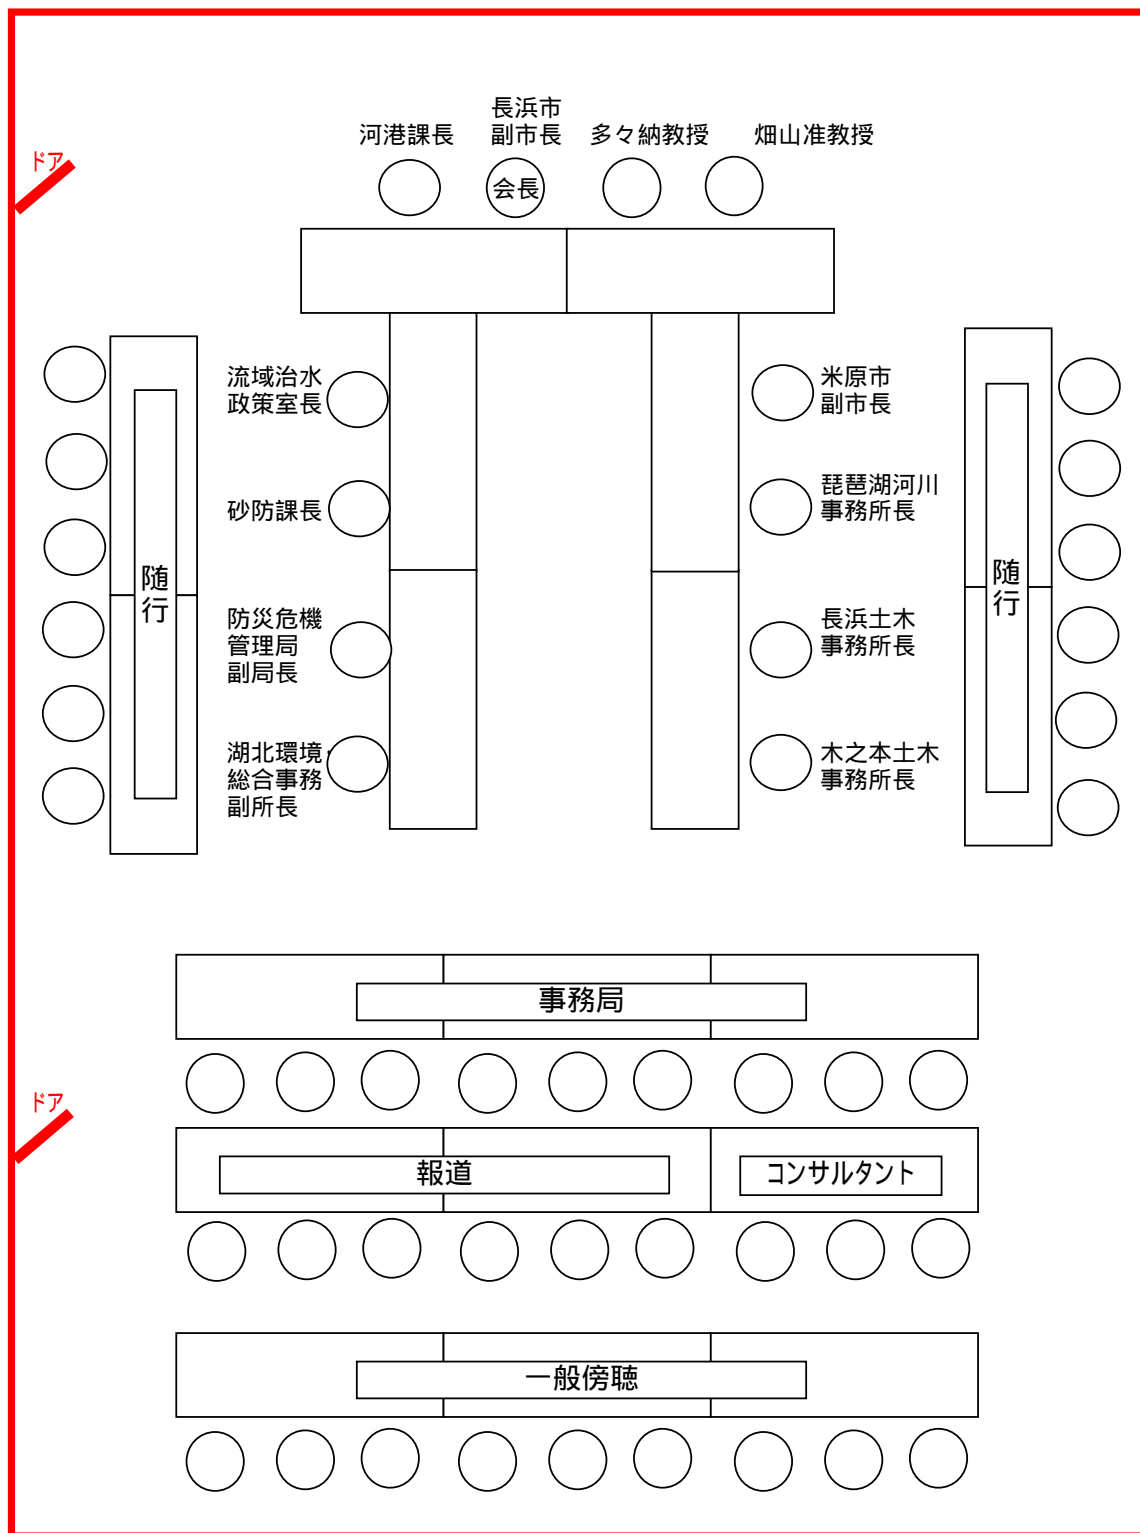 長浜市
河港課長
副市長
多々納教授
畑山准教授
ドア
会長
流域治水
政策室長
米原市
副市長
砂防課長
琵琶湖河川
事務所長
随
行
随
行
防災危機
管理局
副局長
長浜土木
事務所長
湖北環境・
総合事務
副所長
木之本土木
事務所長
事務局
ドア
報道
コンサルタント
一般傍聴